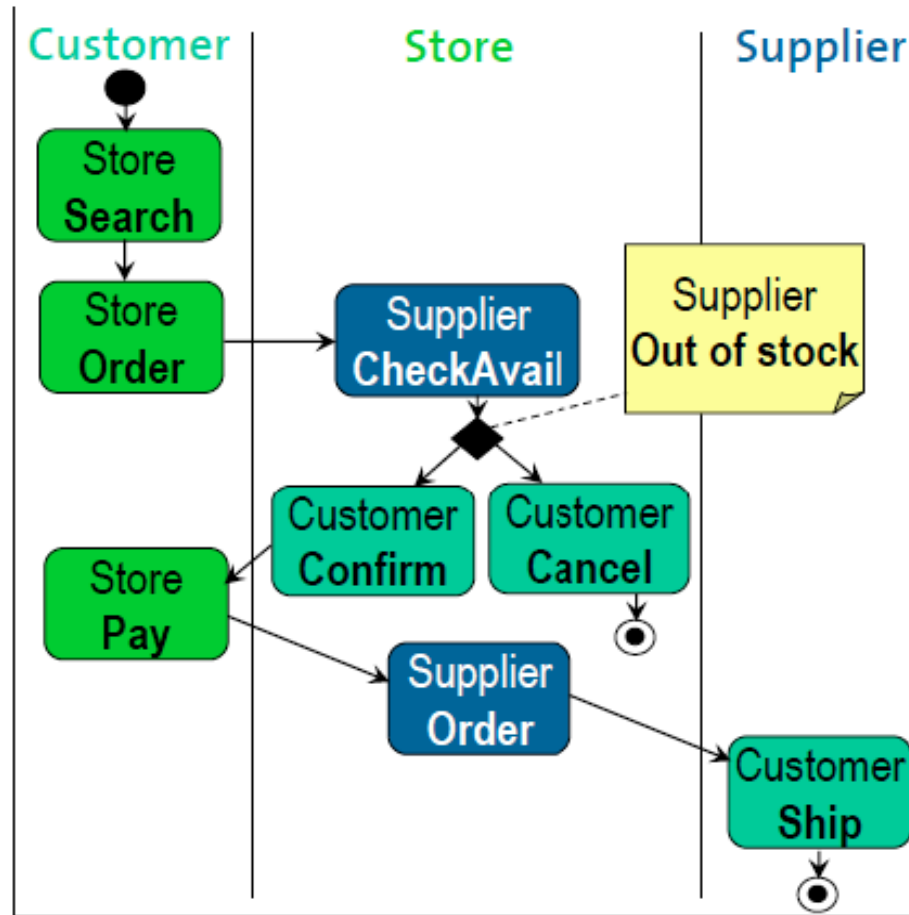 Customer
Store
Supplier
Store
Search
Store
Order
Supplier
CheckAvail
Supplier
Out of stock
Customer
Confirm
Customer
Cancel
Store
Pay
Supplier
Order
Customer
Ship